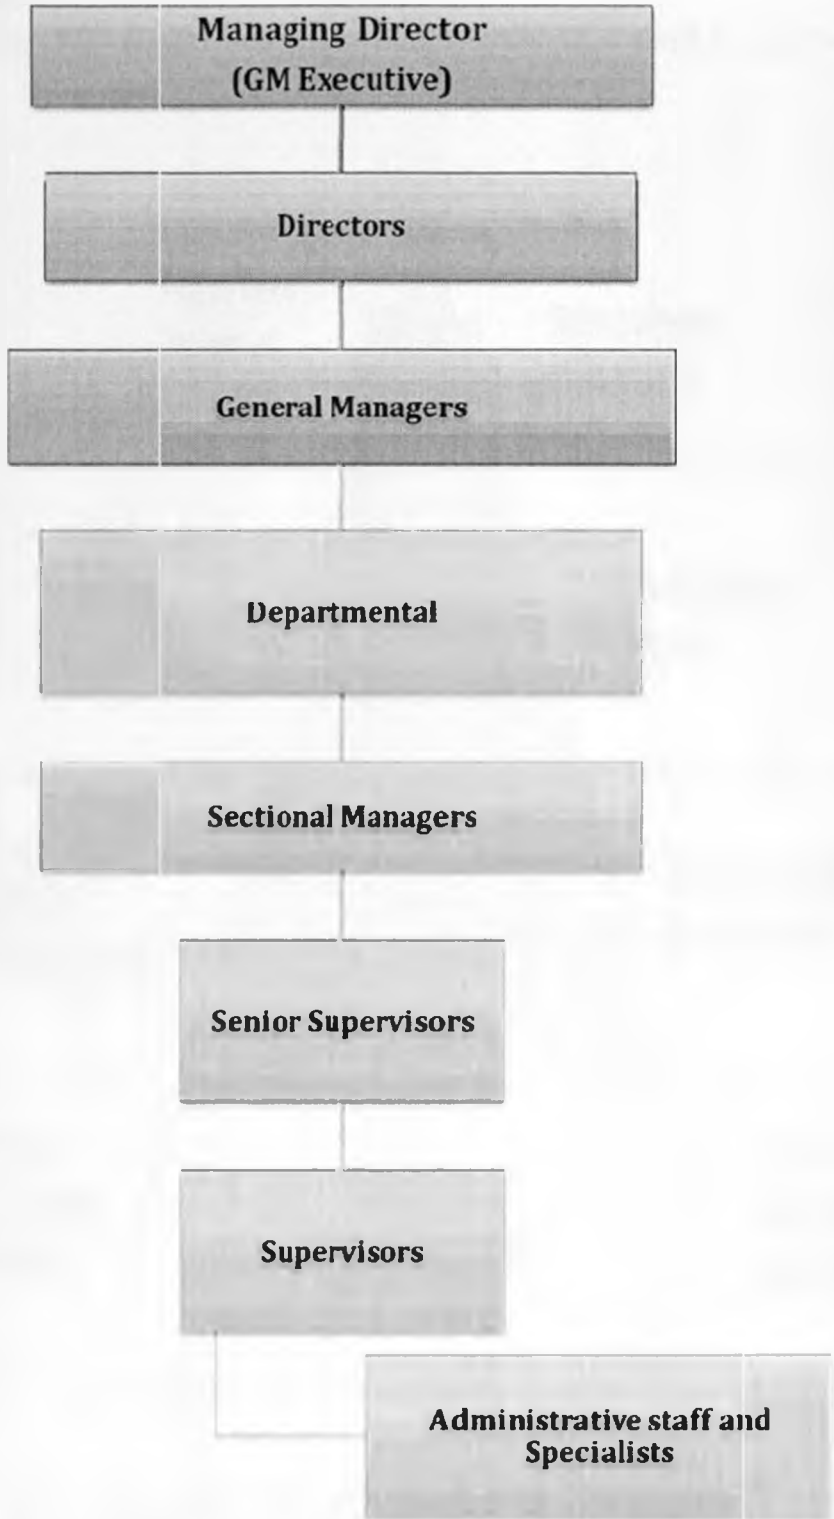 Managing Director
(GM Executive)
Directors
General Managers
Departmental
Sectional Managers
Senior Supervisors
Supervisors
Administrative staff and
Specialists